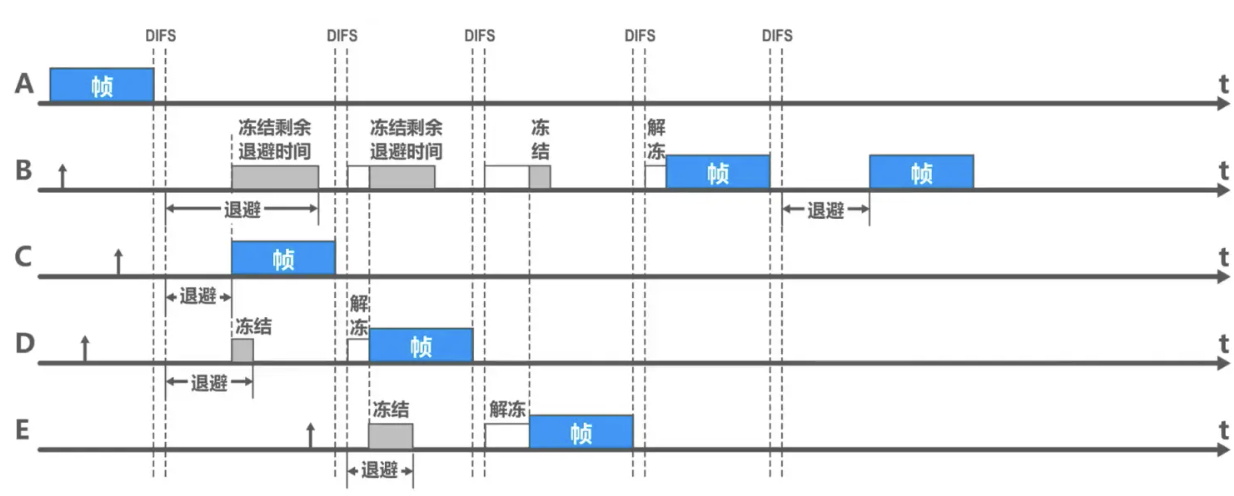 DIFS DIFS DIFS DIFS DIFS
A 帧 t
冻结剩余 冻结剩余 冻 解
退避时间 退避时间 结 冻
B 帧 帧 t
退避 退避
C 帧 t
退避 解
冻结 冻
D 帧 t
退避
冻结 解冻
E 帧 t
退避